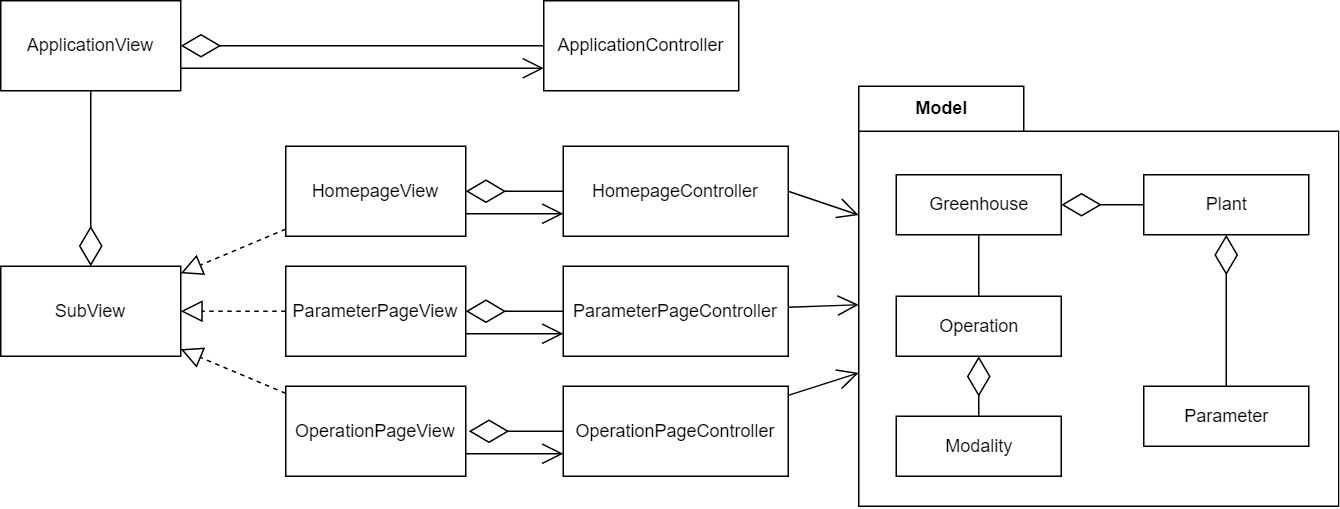 ApplicationView
ApplicationController
Model
HomepageView
HomepageController
Greenhouse
Plant
SubView
ParameterPageView
ParameterPageController
Operation
OperationPageView
OperationPageController
Modality
Parameter